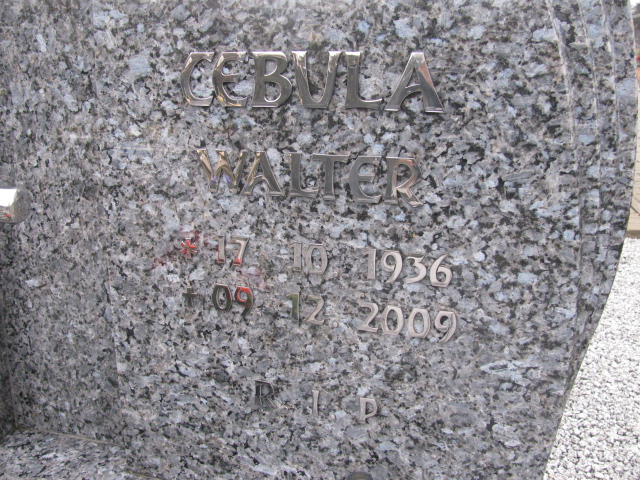 CEBULA
WALTER
* 17 10 1936
† 09 12 2009
R I P